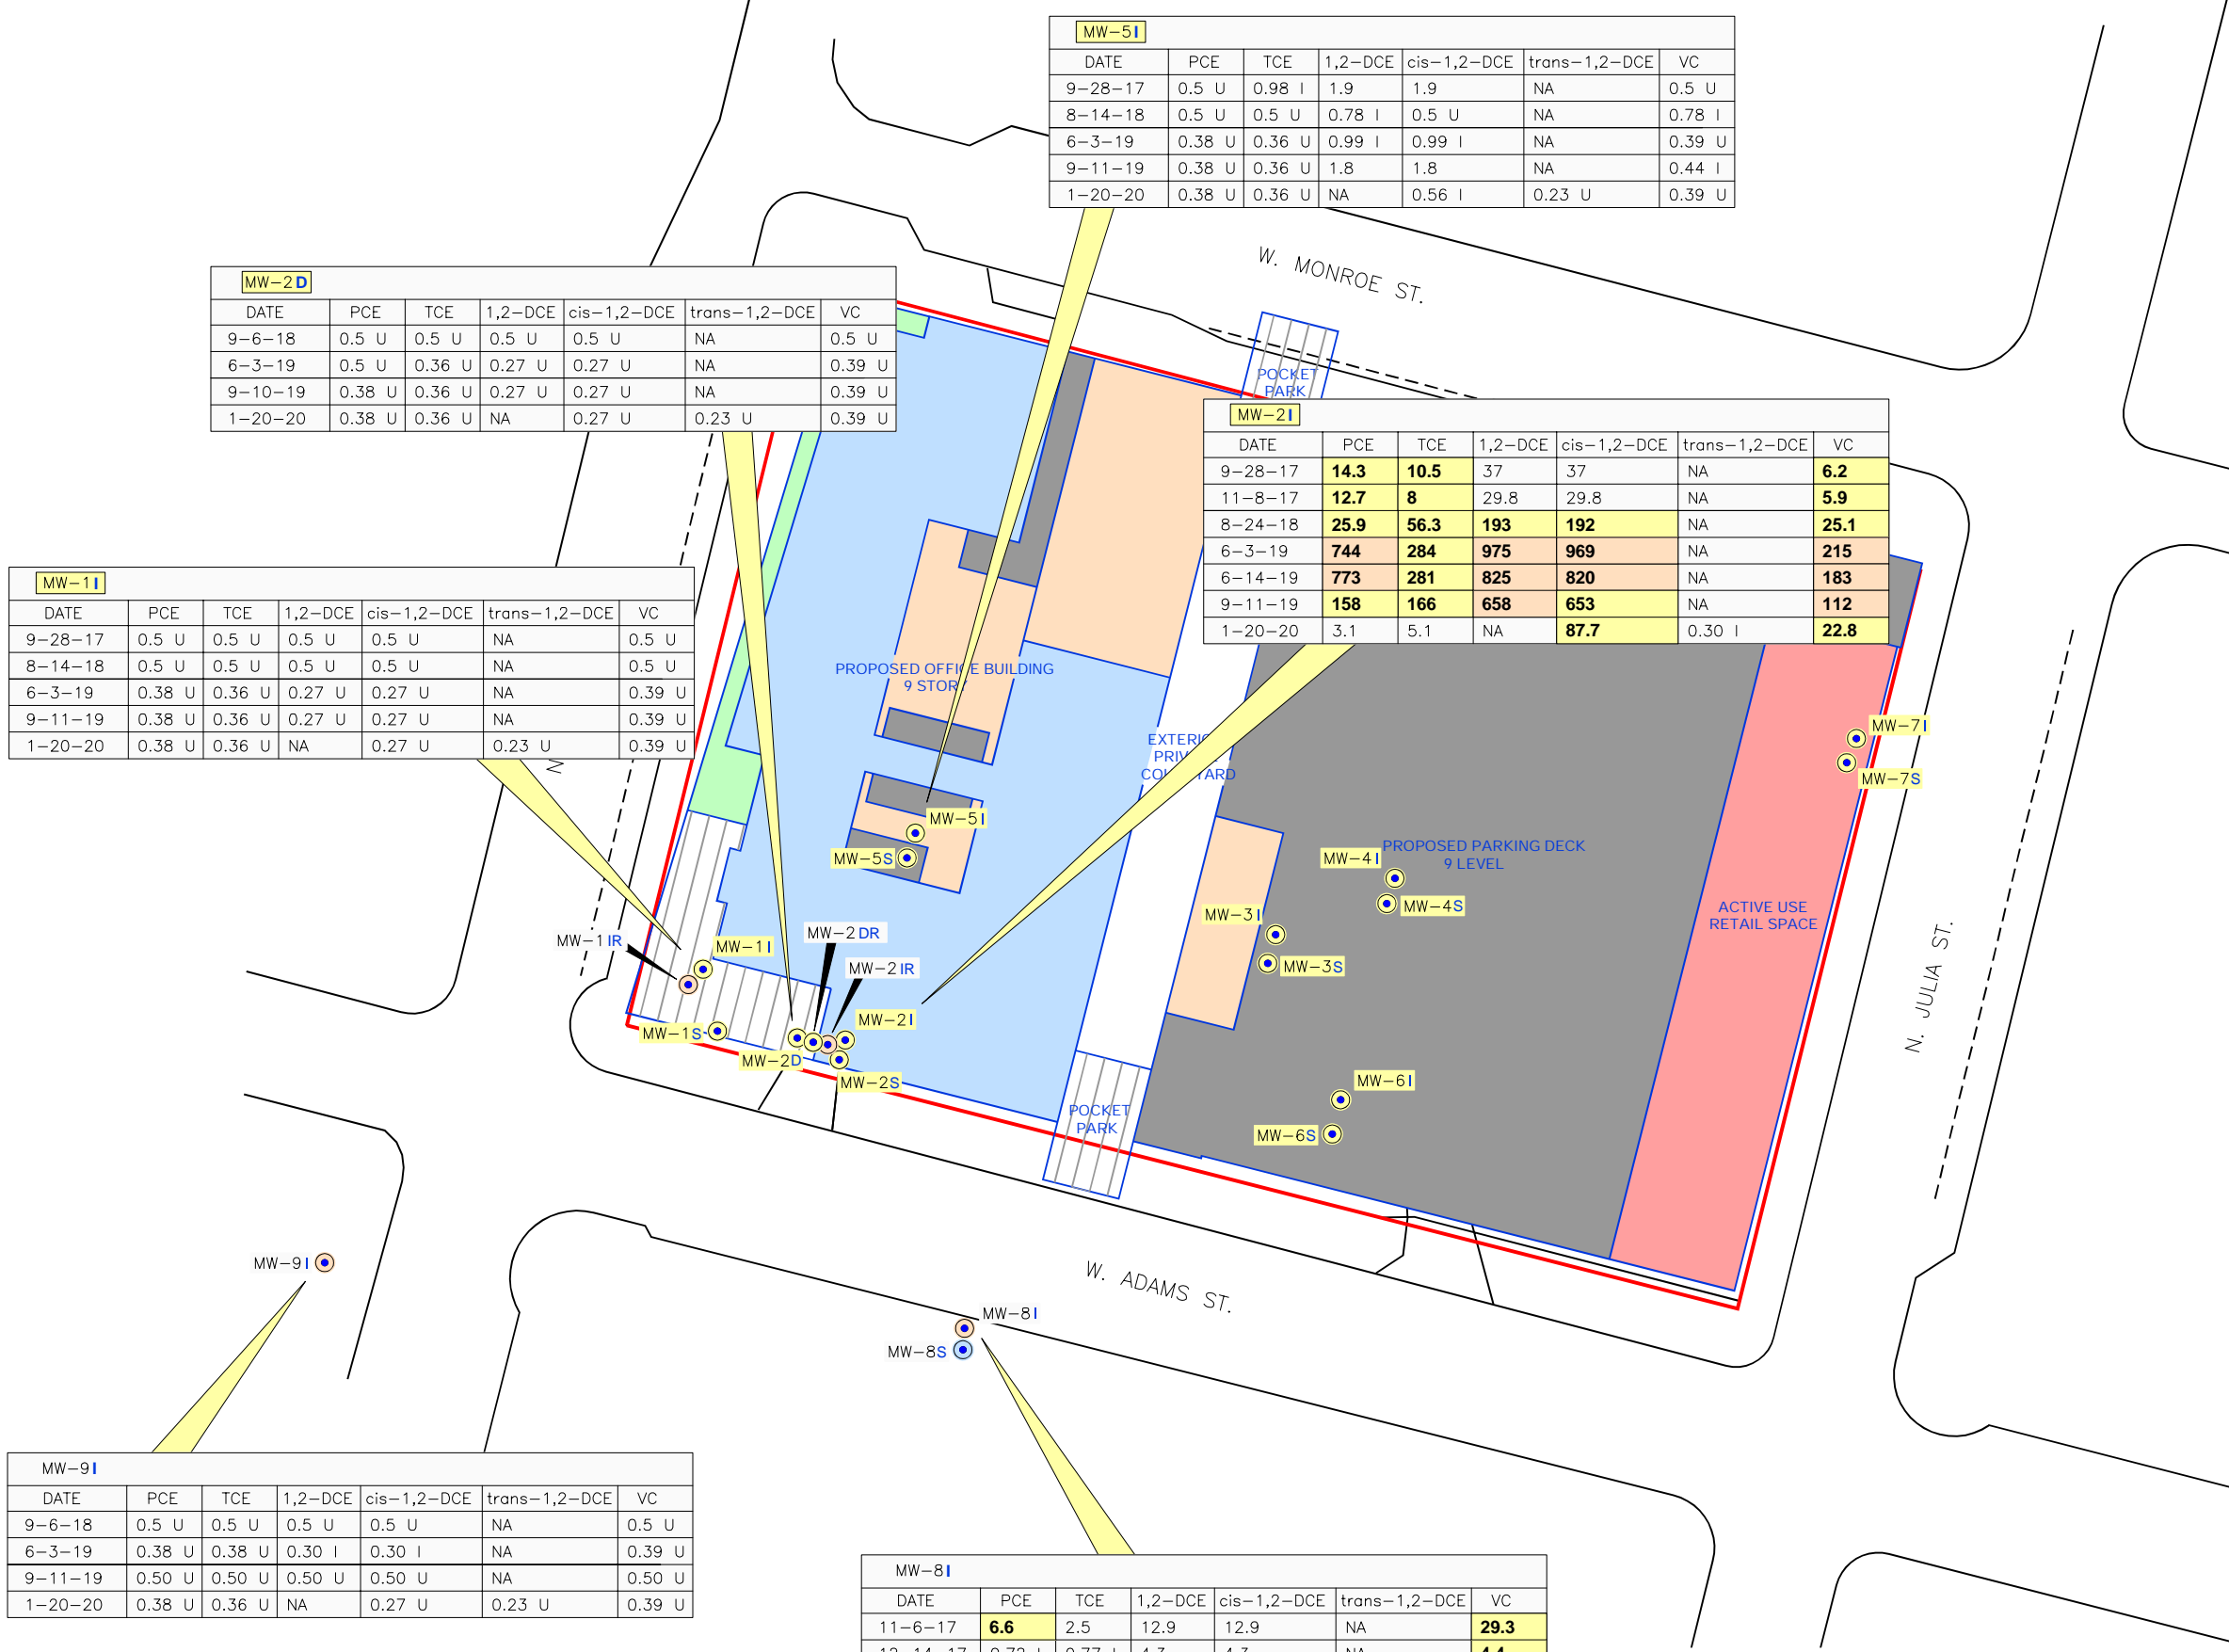 MW-5I
DATE PCE TCE 1,2-DCE cis-1,2-DCE trans-1,2-DCE VC
9-28-17 0.5 U 0.98 I 1.9 1.9 NA 0.5 U
8-14-18 0.5 U 0.5 U 0.78 I 0.5 U NA 0.78 I
6-3-19 0.38 U 0.36 U 0.99 I 0.99 I NA 0.39 U
9-11-19 0.38 U 0.36 U 1.8 1.8 NA 0.44 I
1-20-20 0.38 U 0.36 U NA 0.56 I 0.23 U 0.39 U
W. MONROE ST.
MW-2D
DATE PCE TCE 1,2-DCE cis-1,2-DCE trans-1,2-DCE VC
9-6-18 0.5 U 0.5 U 0.5 U 0.5 U NA 0.5 U
6-3-19 0.5 U 0.36 U 0.27 U 0.27 U NA 0.39 U
9-10-19 0.38 U 0.36 U 0.27 U 0.27 U NA 0.39 U
1-20-20 0.38 U 0.36 U NA 0.27 U 0.23 U 0.39 U
POCKET
PARK
MW-2I
DATE PCE TCE 1,2-DCE cis-1,2-DCE trans-1,2-DCE VC
9-28-17 14.3 10.5 37 37 NA 6.2
11-8-17 12.7 8 29.8 29.8 NA 5.9
8-24-18 25.9 56.3 193 192 NA 25.1
6-3-19 744 284 975 969 NA 215
6-14-19 773 281 825 820 NA 183
9-11-19 158 166 658 653 NA 112
1-20-20 3.1 5.1 NA 87.7 0.30 I 22.8
MW-1I
DATE PCE TCE 1,2-DCE cis-1,2-DCE trans-1,2-DCE VC
9-28-17 0.5 U 0.5 U 0.5 U 0.5 U NA 0.5 U
8-14-18 0.5 U 0.5 U 0.5 U 0.5 U NA 0.5 U
6-3-19 0.38 U 0.36 U 0.27 U 0.27 U NA 0.39 U
9-11-19 0.38 U 0.36 U 0.27 U 0.27 U NA 0.39 U
1-20-20 0.38 U 0.36 U NA 0.27 U 0.23 U 0.39 U
N
PROPOSED OFFICE BUILDING
9 STORY
EXTERIOR
PRIVATE
COURTYARD
MW-7I
MW-7S
MW-5I
MW-5S
MW-4I
PROPOSED PARKING DECK
9 LEVEL
MW-4S
ACTIVE USE
RETAIL SPACE
MW-3I
MW-3S
N. JULIA ST.
MW-1IR
MW-1I
MW-2DR
MW-2IR
MW-2I
MW-1S
MW-2D
MW-2S
MW-6I
MW-6S
POCKET
PARK
W. ADAMS ST.
MW-9I
MW-8I
MW-8S
MW-9I
DATE PCE TCE 1,2-DCE cis-1,2-DCE trans-1,2-DCE VC
9-6-18 0.5 U 0.5 U 0.5 U 0.5 U NA 0.5 U
6-3-19 0.38 U 0.38 U 0.30 I 0.30 I NA 0.39 U
9-11-19 0.50 U 0.50 U 0.50 U 0.50 U NA 0.50 U
1-20-20 0.38 U 0.36 U NA 0.27 U 0.23 U 0.39 U
MW-8I
DATE PCE TCE 1,2-DCE cis-1,2-DCE trans-1,2-DCE VC
11-6-17 6.6 2.5 12.9 12.9 NA 29.3